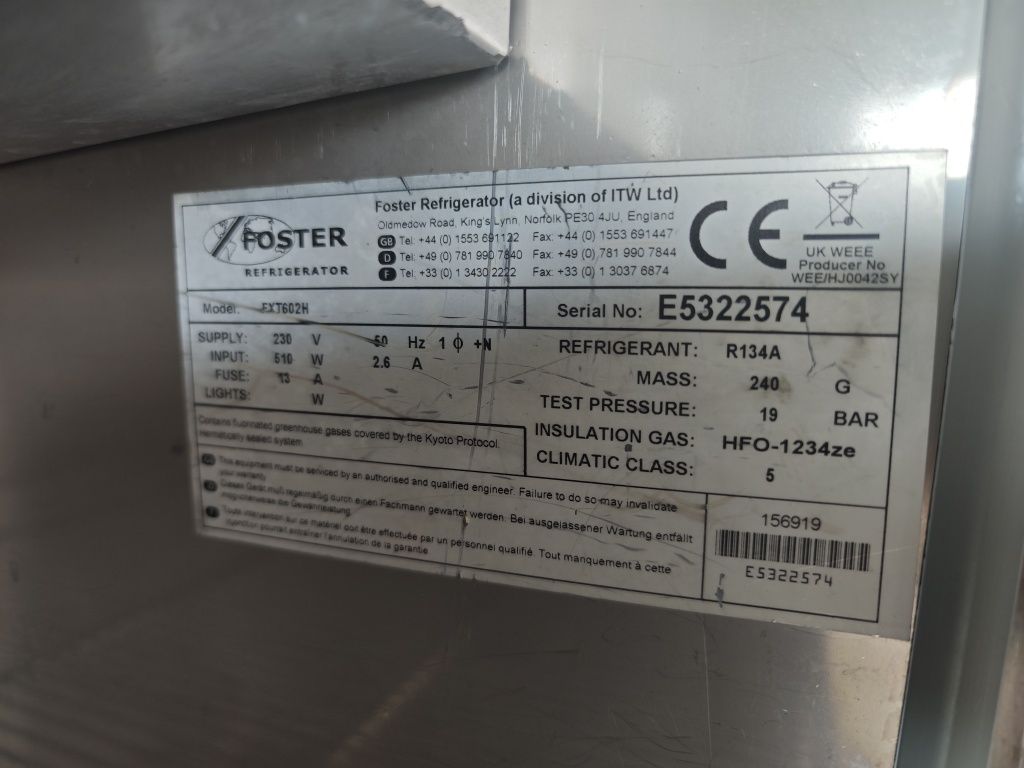 FOSTER
REFRIGERATOR
Foster Refrigerator (a division of ITW Ltd)
Oldmedow Road, King's Lynn, Norfolk PE30 4JU, England
GB Tel: +44 (0) 1553 691122 Fax: +44 (0) 1553 691447
D Tel: +49 (0) 781 990 7840 Fax: +49 (0) 781 990 7844
F Tel: +33 (0) 1 3430 2222 Fax: +33 (0) 1 3037 6874
CE
UK WEEE
Producer No
WEE/HJ0042SY
Model: EXT602H
Serial No: E5322574
SUPPLY: 230 V 50 Hz 1 ϕ +N
INPUT: 510 W 2.6 A
FUSE: 13 A
LIGHTS: W
REFRIGERANT: R134A
MASS: 240 G
TEST PRESSURE: 19 BAR
INSULATION GAS: HFO-1234ze
CLIMATIC CLASS: 5
Contains fluorinated greenhouse gases covered by the Kyoto Protocol.
Hermetically sealed system
This equipment must be serviced by an authorised and qualified engineer. Failure to do so may invalidate
your warranty
Dieses Gerät muß regelmäßig durch einen Fachmann gewartet werden. Bei ausgelassener Wartung entfällt
Toute intervention sur ce matériel doit être effectuée par un personnel qualifié. Tout manquement à cette
injonction pourrait entraîner l'annulation de la garantie.
156919
E5322574